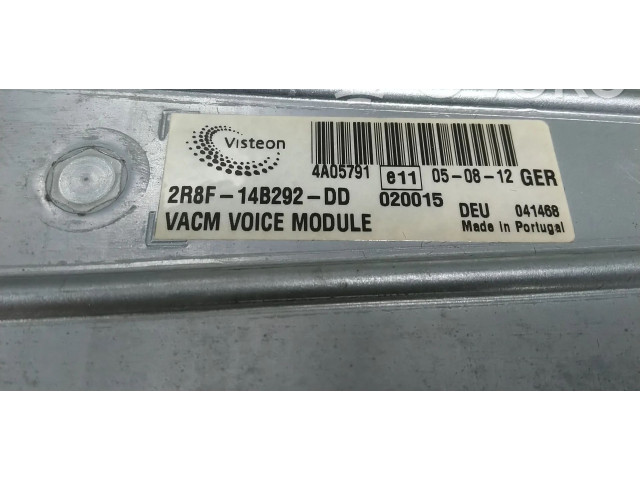 Visteon
4A05791 e11 05-08-12 GER
2R8F-14B292-DD 020015 DEU 041468
VACM VOICE MODULE Made in Portugal